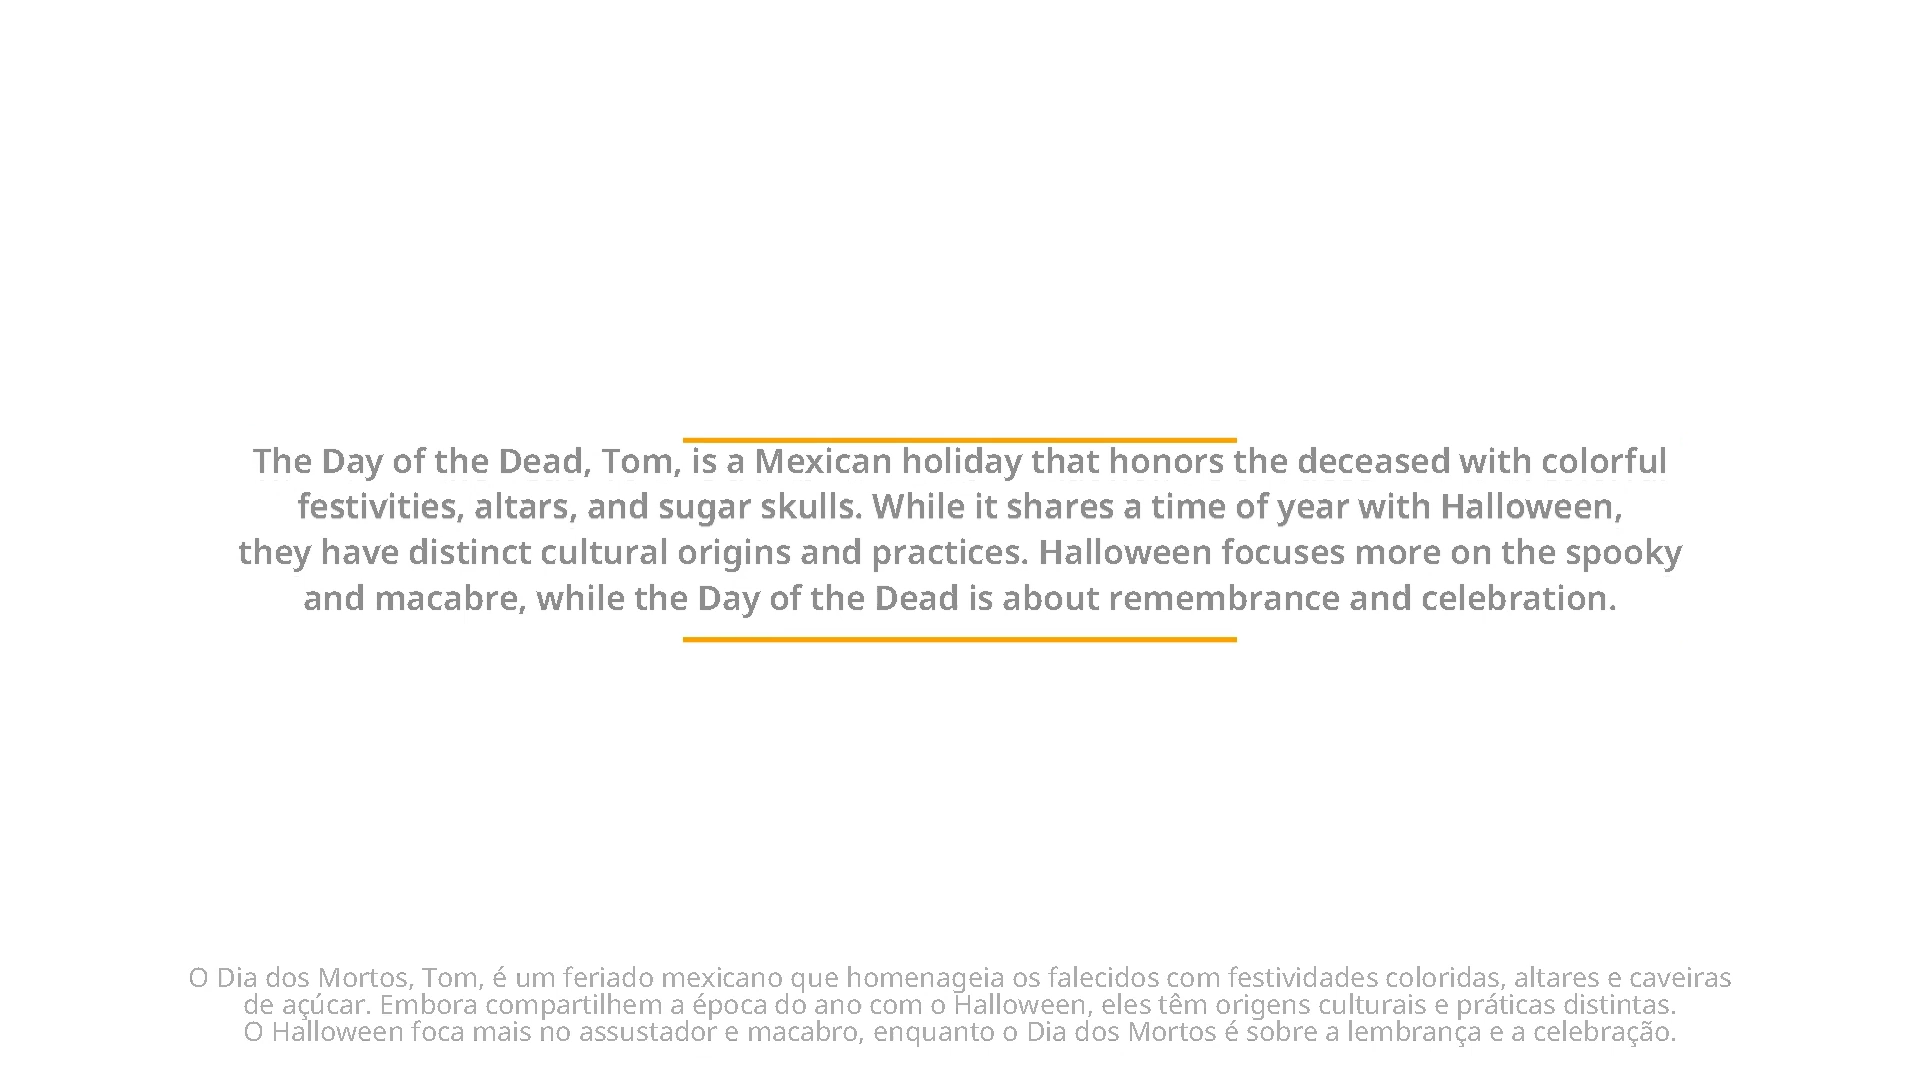 The Day of the Dead, Tom, is a Mexican holiday that honors the deceased with colorful
festivities, altars, and sugar skulls. While it shares a time of year with Halloween,
they have distinct cultural origins and practices. Halloween focuses more on the spooky
and macabre, while the Day of the Dead is about remembrance and celebration.
O Dia dos Mortos, Tom, é um feriado mexicano que homenageia os falecidos com festividades coloridas, altares e caveiras
de açúcar. Embora compartilhem a época do ano com o Halloween, eles têm origens culturais e práticas distintas.
O Halloween foca mais no assustador e macabro, enquanto o Dia dos Mortos é sobre a lembrança e a celebração.